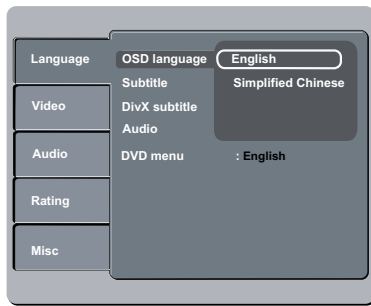 Language
Video
Audio
Rating
Misc
OSD language English
Subtitle Simplified Chinese
DivX subtitle
Audio
DVD menu : English